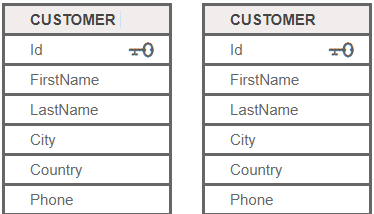 CUSTOMER
Id
FirstName
LastName
City
Country
Phone
CUSTOMER
Id
FirstName
LastName
City
Country
Phone